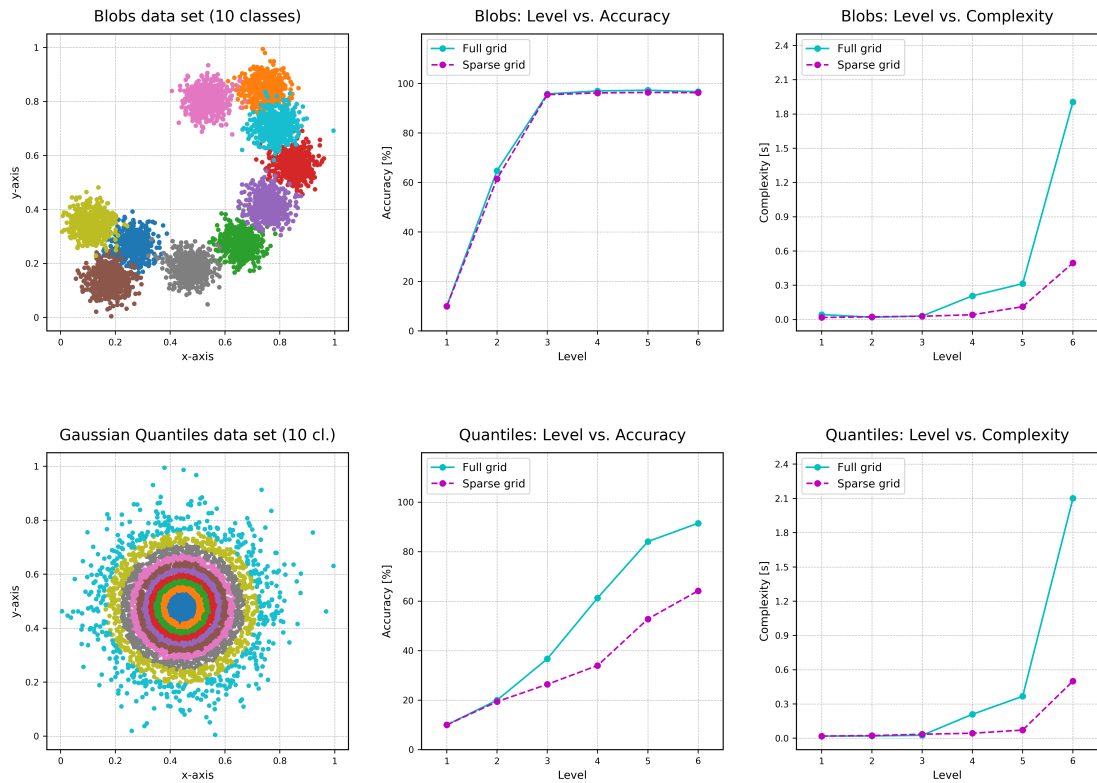 Blobs data set (10 classes)
1
0.8
0.6
0.4
0.2
0
y-axis
0 0.2 0.4 0.6 0.8 1
x-axis
Blobs: Level vs. Accuracy
Full grid
Sparse grid
100
80
60
40
20
0
Accuracy [%]
1 2 3 4 5 6
Level
Blobs: Level vs. Complexity
Full grid
Sparse grid
2.4
2.1
1.8
1.5
1.2
0.9
0.6
0.3
0.0
Complexity [s]
1 2 3 4 5 6
Level
Gaussian Quantiles data set (10 cl.)
1
0.8
0.6
0.4
0.2
0
y-axis
0 0.2 0.4 0.6 0.8 1
x-axis
Quantiles: Level vs. Accuracy
Full grid
Sparse grid
100
80
60
40
20
0
Accuracy [%]
1 2 3 4 5 6
Level
Quantiles: Level vs. Complexity
Full grid
Sparse grid
2.4
2.1
1.8
1.5
1.2
0.9
0.6
0.3
0.0
Complexity [s]
1 2 3 4 5 6
Level